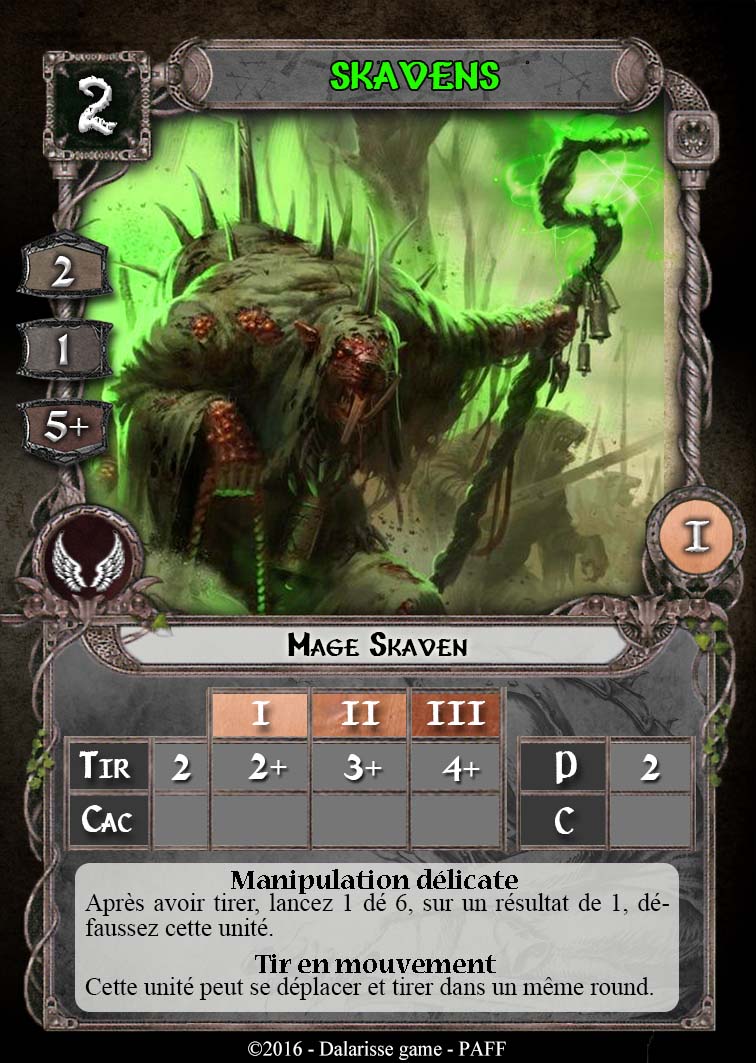 SKAVENS
2
2
1
5+
I
Mage Skaven
I II III
Tir 2 2+ 3+ 4+ P 2
Cac C
Manipulation délicate
Après avoir tirer, lancez 1 dé 6, sur un résultat de 1, dé-
faussez cette unité.
Tir en mouvement
Cette unité peut se déplacer et tirer dans un même round.
©2016 - Dalarisse game - PAFF